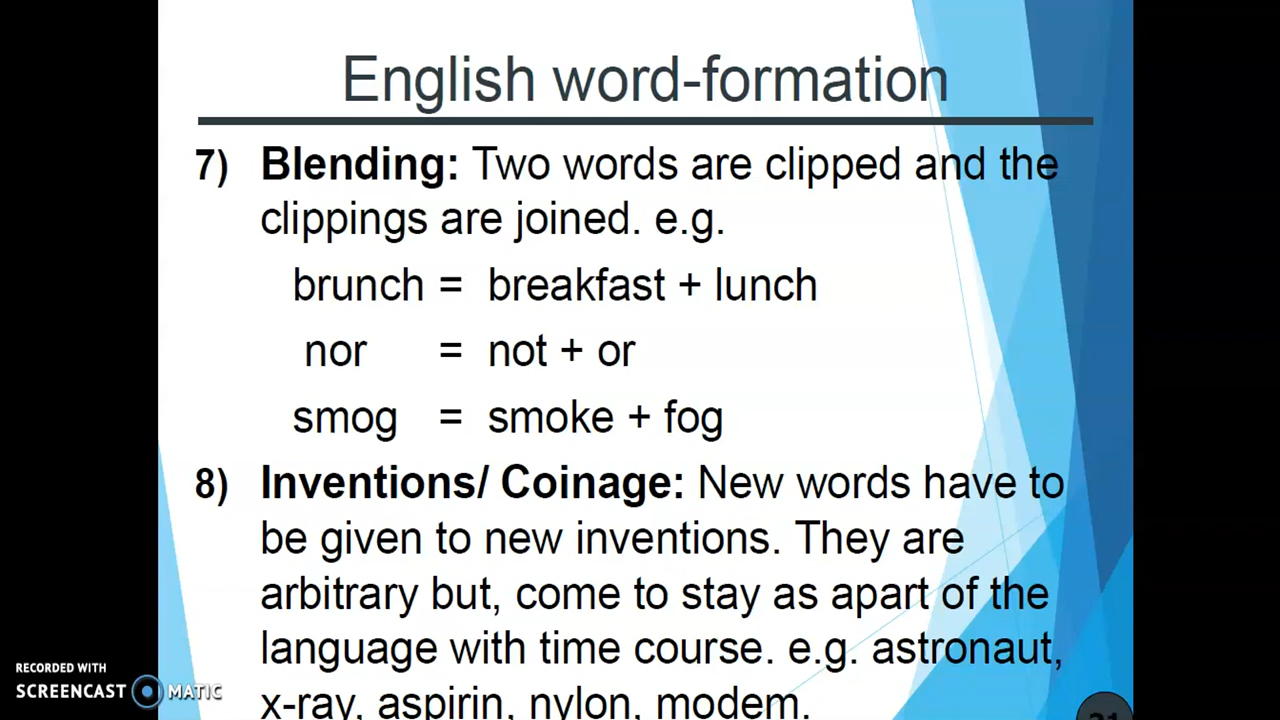 English word-formation
7) Blending: Two words are clipped and the
clippings are joined. e.g.
brunch = breakfast + lunch
nor = not + or
smog = smoke + fog
8) Inventions/ Coinage: New words have to
be given to new inventions. They are
arbitrary but, come to stay as apart of the
language with time course. e.g. astronaut,
x-ray, aspirin, nylon, modem.
RECORDED WITH
SCREENCAST MATIC